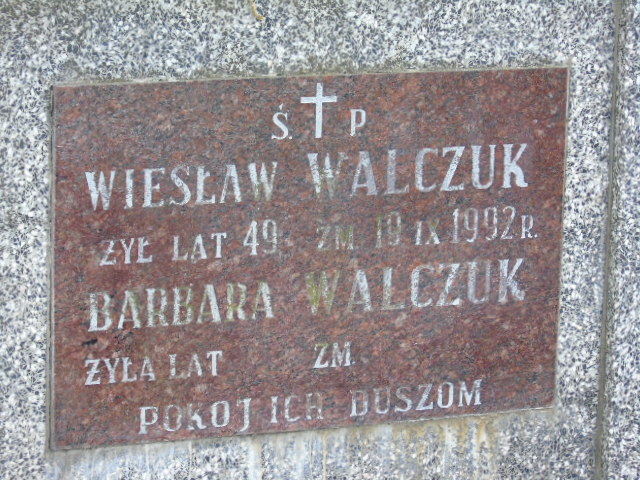 Ś. P
WIESŁAW WALCZUK
ŻYŁ LAT 49 ZM 19 IX 1992 R.
BARBARA WALCZUK
ŻYŁA LAT ZM.
POKÓJ ICH DUSZOM